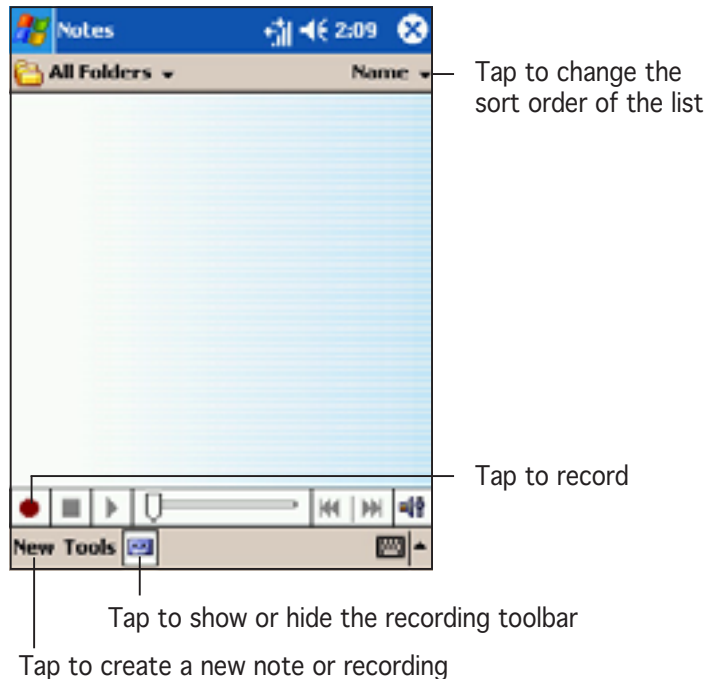 Notes 2:09
All Folders Name
Tap to change the
sort order of the list
Tap to record
New Tools
Tap to show or hide the recording toolbar
Tap to create a new note or recording